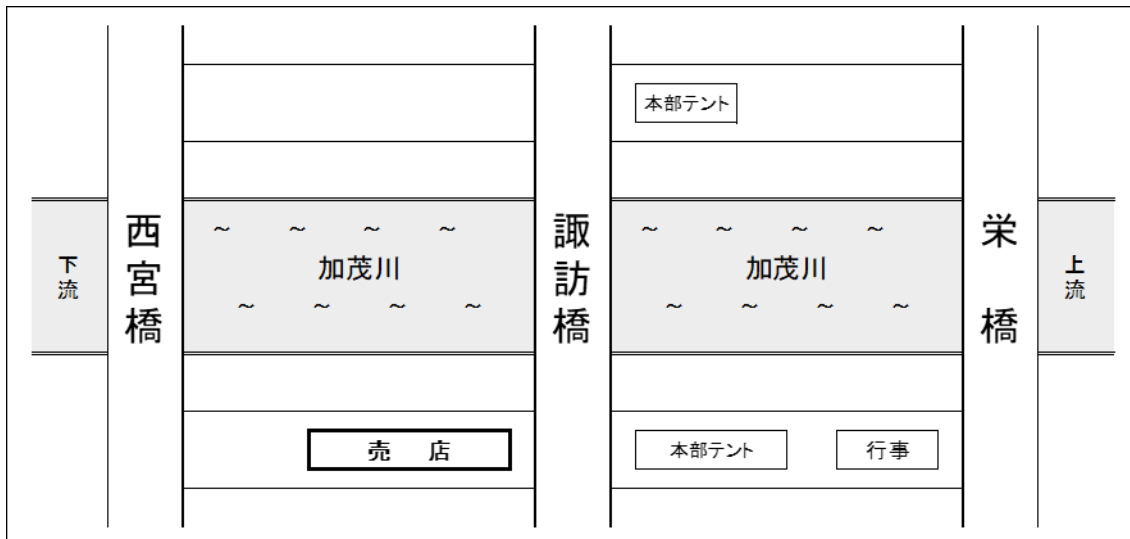 本部テント
西宮橋
諏訪橋
栄　橋
下流
～　～　～　～
加茂川
～　～　～　～
～　～　～　～
加茂川
～　～　～　～
上流
売　店
本部テント
行事